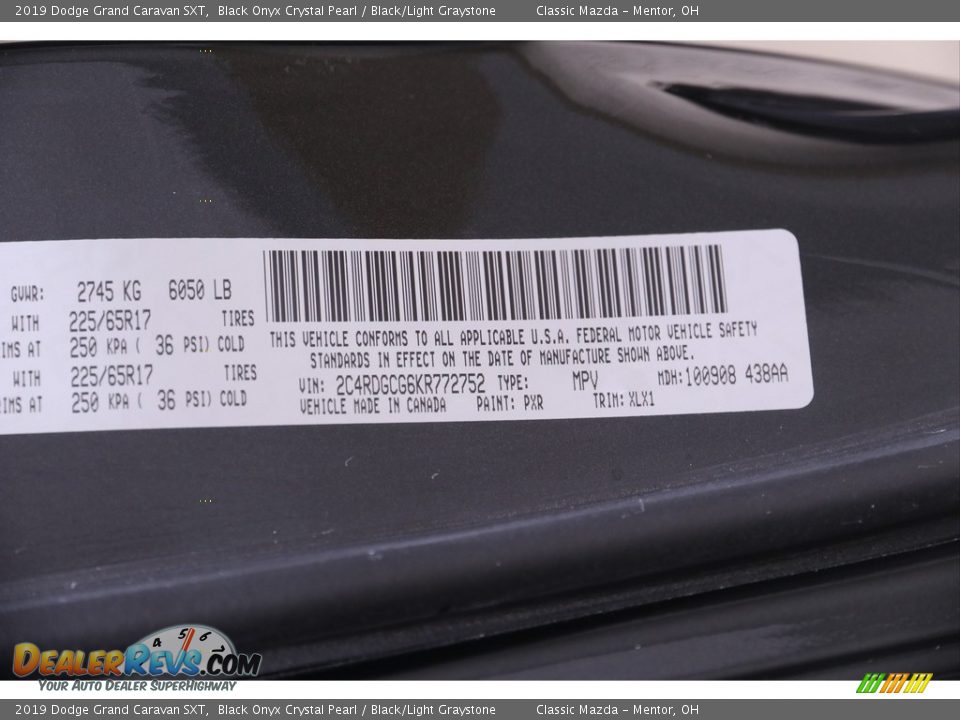 2019 Dodge Grand Caravan SXT, Black Onyx Crystal Pearl / Black/Light Graystone Classic Mazda – Mentor, OH
GVWR: 2745 KG 6050 LB
WITH 225/65R17 TIRES
IMS AT 250 KPA ( 36 PSI) COLD
WITH 225/65R17 TIRES
RIMS AT 250 KPA ( 36 PSI) COLD
THIS VEHICLE CONFORMS TO ALL APPLICABLE U.S.A. FEDERAL MOTOR VEHICLE SAFETY
STANDARDS IN EFFECT ON THE DATE OF MANUFACTURE SHOWN ABOVE.
VIN: 2C4RDGCG6KR772752 TYPE: MPV MDH:100908 438AA
VEHICLE MADE IN CANADA PAINT: PXR TRIM: XLX1
4 5 6
DEALERREVS.COM
YOUR AUTO DEALER SUPERHIGHWAY
2019 Dodge Grand Caravan SXT, Black Onyx Crystal Pearl / Black/Light Graystone Classic Mazda – Mentor, OH